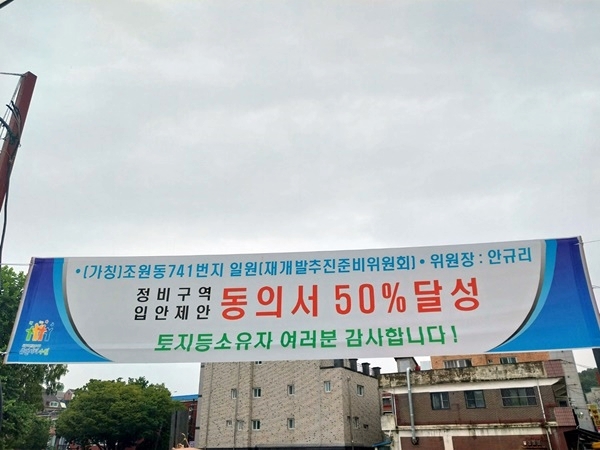 • (가칭)조원동741번지 일원(재개발추진준비위원회) • 위원장 : 안규리
정비구역
입안제안
동의서 50%달성
토지등소유자 여러분 감사합니다!